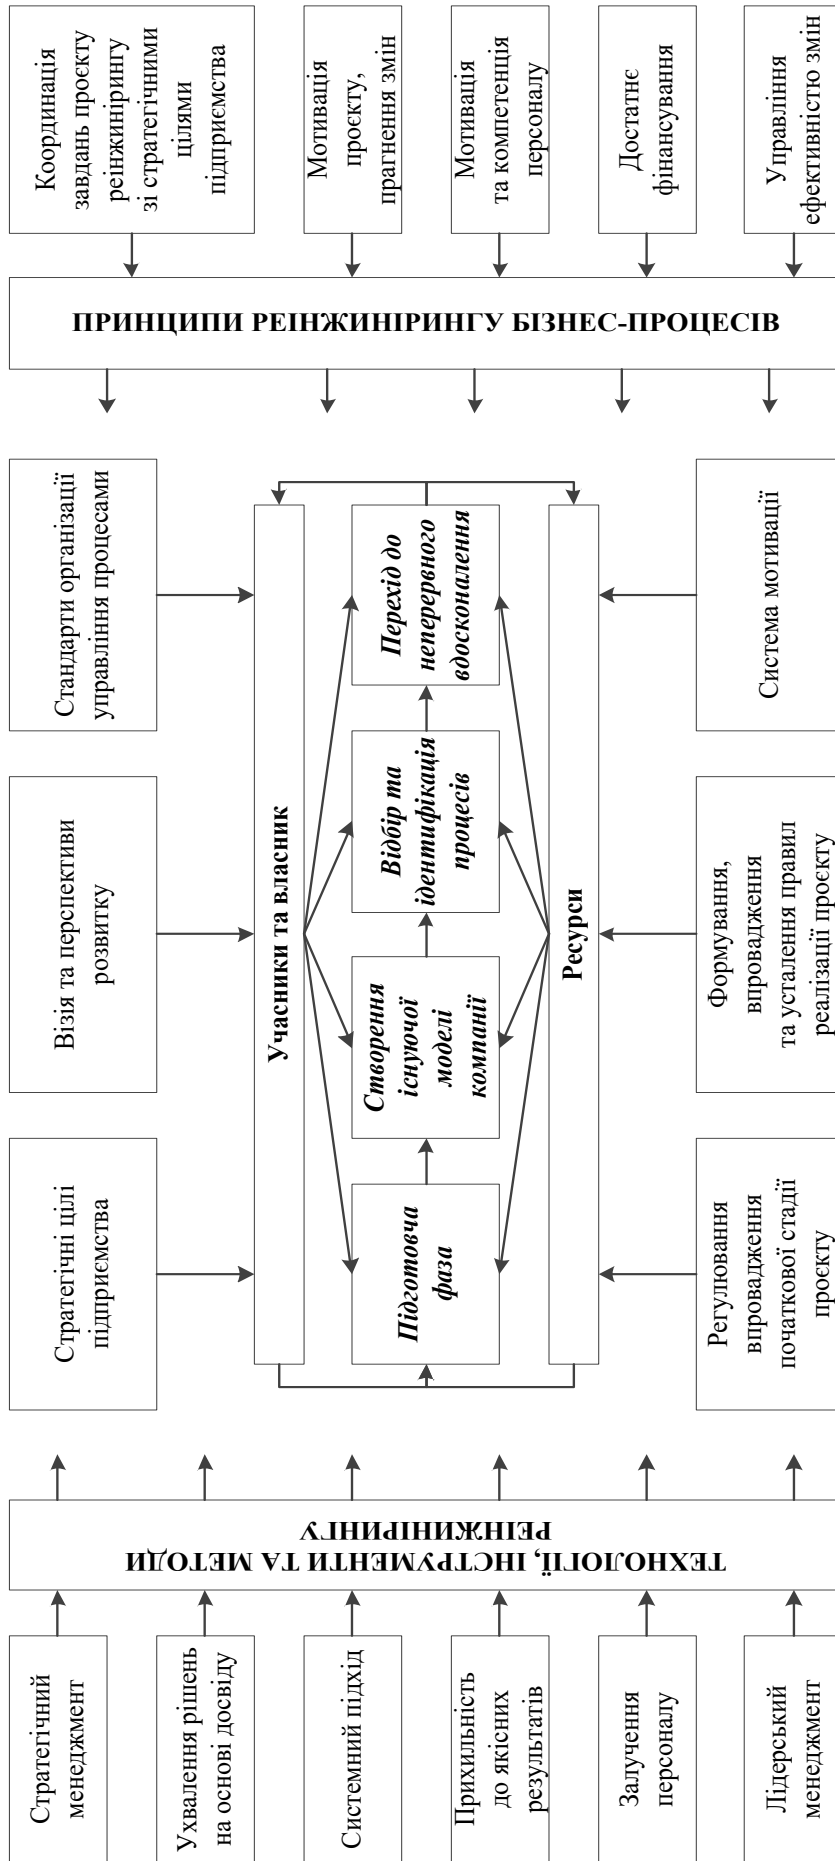 Стратегічний
менеджмент
Ухвалення рішень
на основі досвіду
Системний підхід
Прихильність
до якісних
результатів
Залучення
персоналу
Лідерський
менеджмент
ТЕХНОЛОГІЇ, ІНСТРУМЕНТИ ТА МЕТОДИ
РЕІНЖИНІРИНГУ
Стратегічні цілі
підприємства
Візія та перспективи
розвитку
Стандарти організації
управління процесами
Учасники та власник
Підготовча
фаза
Створення
існуючої
моделі
компанії
Відбір та
ідентифікація
процесів
Перехід до
неперервного
вдосконалення
Ресурси
Регулювання
впровадження
початкової стадії
проєкту
Формування,
впровадження
та усталення правил
реалізації проєкту
Система мотивації
ПРИНЦИПИ РЕІНЖИНІРИНГУ БІЗНЕС-ПРОЦЕСІВ
Координація
завдань проєкту
реінжинірингу
зі стратегічними
цілями
підприємства
Мотивація
проєкту,
прагнення змін
Мотивація
та компетенція
персоналу
Достатнє
фінансування
Управління
ефективністю змін